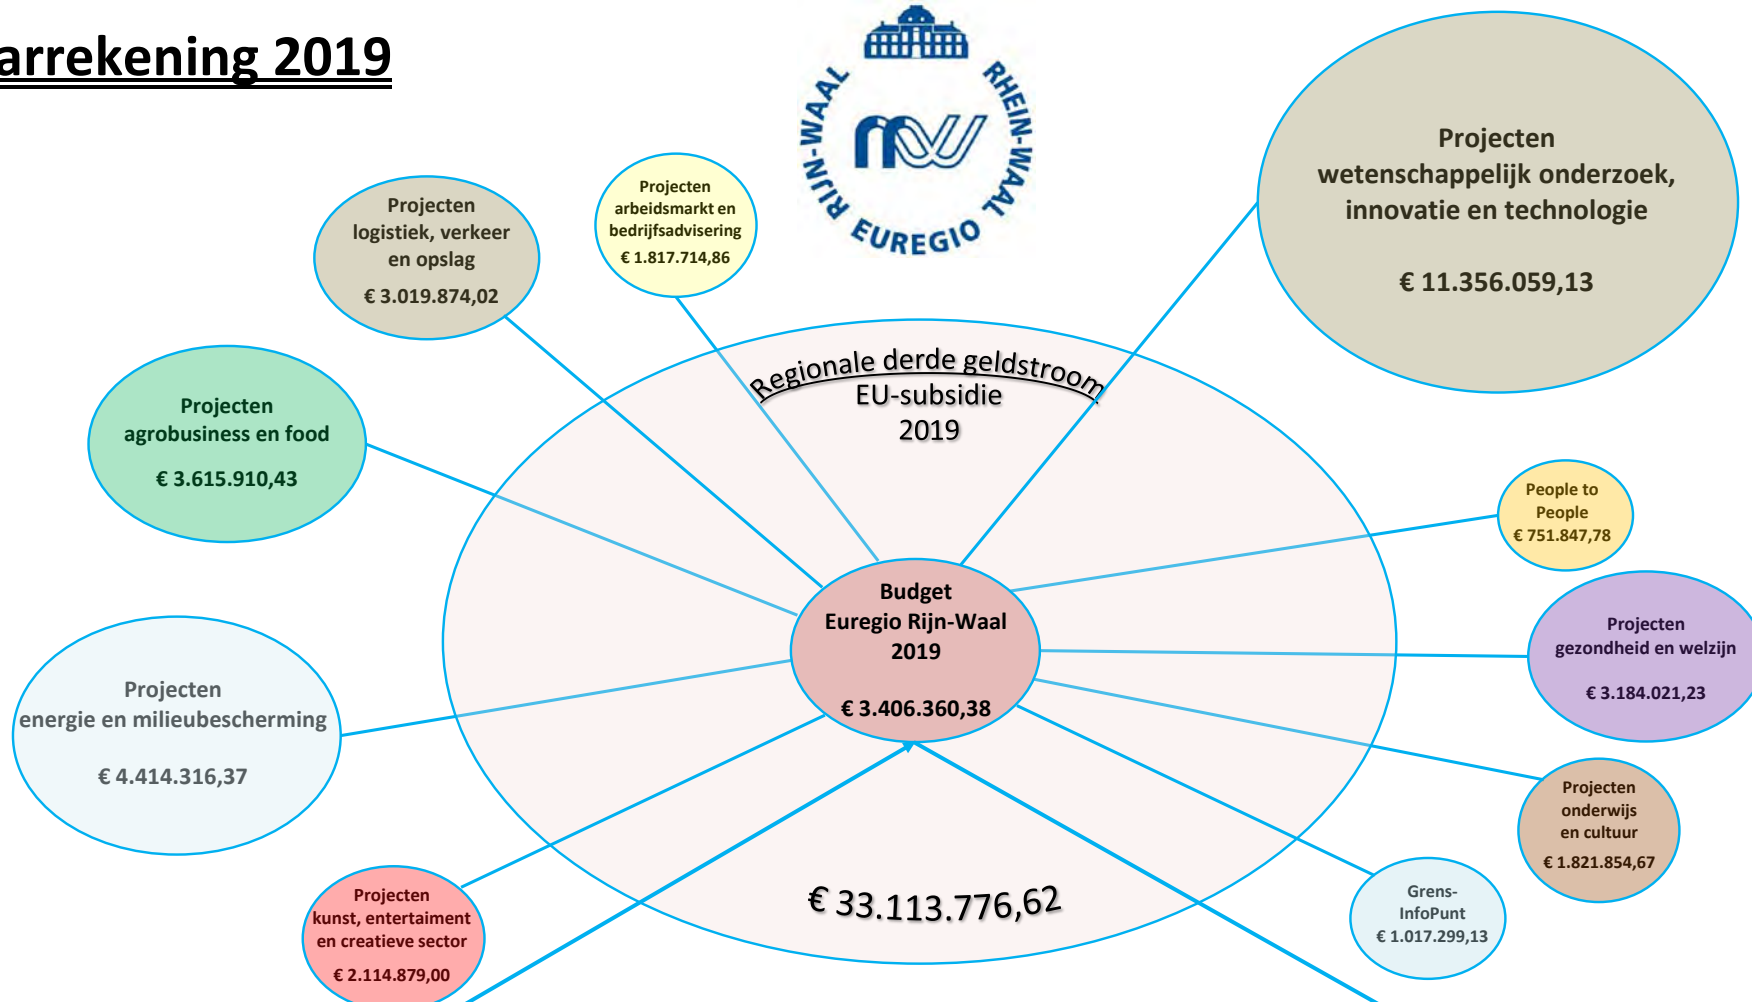 arrekening 2019
RIJN-WAAL
RHEIN-WAAL
EUREGIO
Projecten
wetenschappelijk onderzoek,
innovatie en technologie
€ 11.356.059,13
Projecten
arbeidsmarkt en
bedrijfsadvisering
€ 1.817.714,86
Projecten
logistiek, verkeer
en opslag
€ 3.019.874,02
Regionale derde geldstroom
EU-subsidie
2019
Projecten
agrobusiness en food
€ 3.615.910,43
People to
People
€ 751.847,78
Budget
Euregio Rijn-Waal
2019
€ 3.406.360,38
Projecten
gezondheid en welzijn
€ 3.184.021,23
Projecten
energie en milieubescherming
€ 4.414.316,37
Projecten
onderwijs
en cultuur
€ 1.821.854,67
Grens-
InfoPunt
€ 1.017.299,13
€ 33.113.776,62
Projecten
kunst, entertaiment
en creatieve sector
€ 2.114.879,00